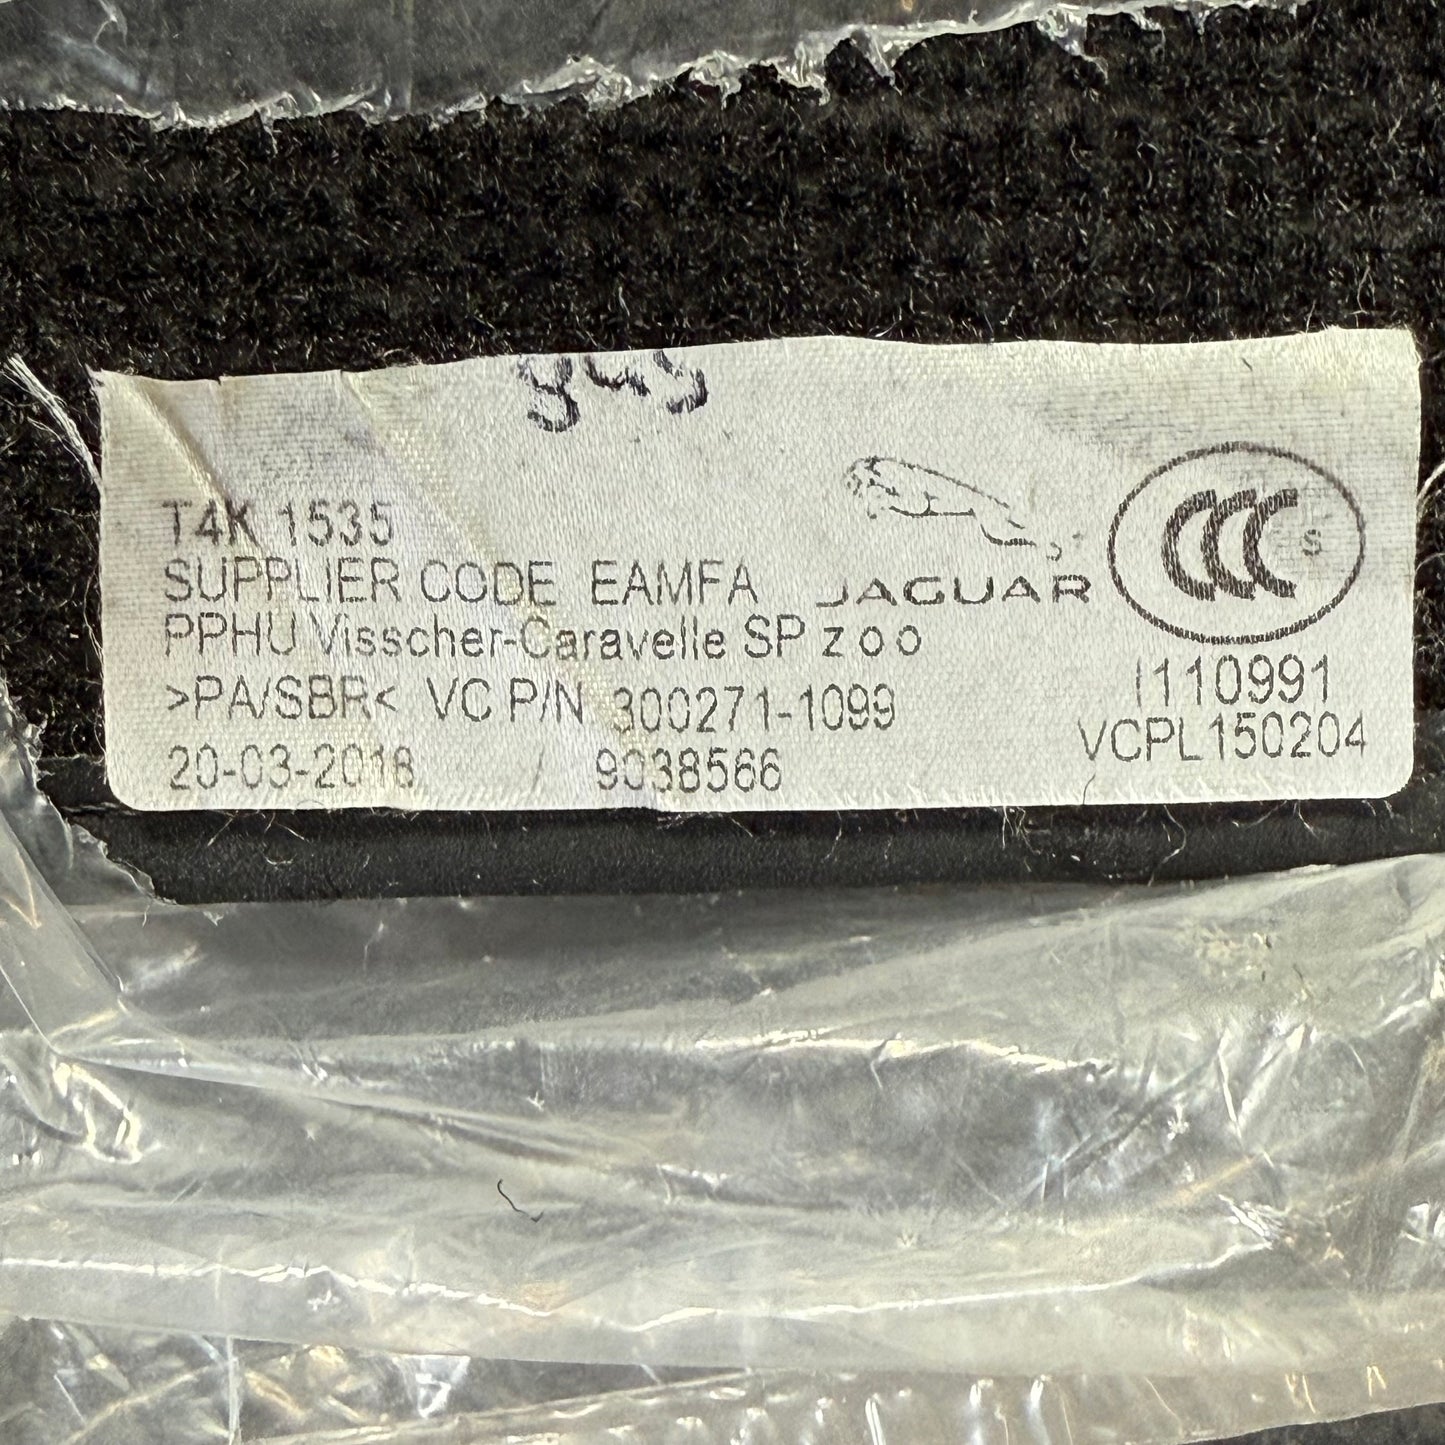 T4K 1535
SUPPLIER CODE EAMFA
PPHU Visscher-Caravelle SP z o o
>PA/SBR< VC P/N 300271-1099
20-03-2018 / 9038566
JAGUAR
CCC S
I110991
VCPL150204